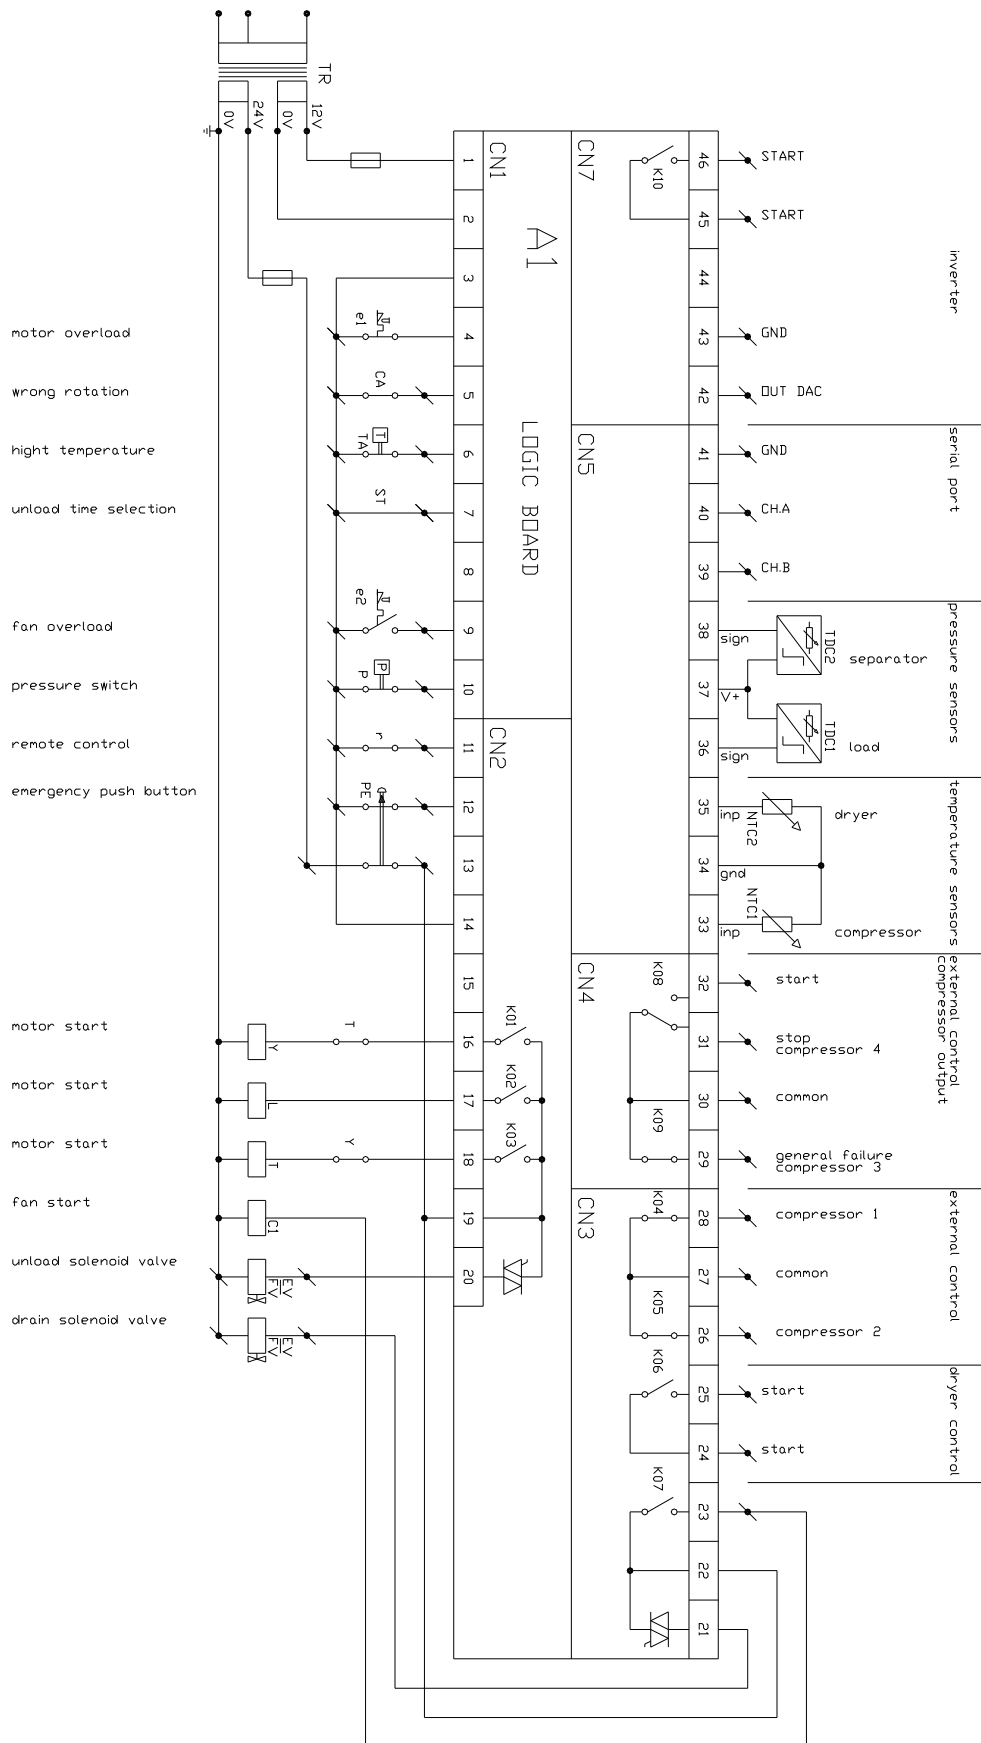 TR
0V
24V
0V
12V
motor overload
wrong rotation
hight temperature
unload time selection
fan overload
pressure switch
remote control
emergency push button
motor start
motor start
motor start
fan start
unload solenoid valve
drain solenoid valve
e1
CA
TA
T
ST
e2
P
P
r
PE
T
Y
Y
L
T
C1
EV
FV
EV
FV
CN1
A1
LOGIC BOARD
CN2
1
2
3
4
5
6
7
8
9
10
11
12
13
14
15
16
17
18
19
20
K01
K02
K03
CN7
CN5
CN4
CN3
K10
K08
K09
K04
K05
K06
K07
46
45
44
43
42
41
40
39
38
37
36
35
34
33
32
31
30
29
28
27
26
25
24
23
22
21
START
START
GND
OUT DAC
GND
CH.A
CH.B
sign
V+
sign
TDC2
separator
TDC1
load
inp
NTC2
dryer
gnd
inp
NTC1
compressor
start
stop
compressor 4
common
general failure
compressor 3
compressor 1
common
compressor 2
start
start
inverter
serial port
pressure sensors
temperature sensors
external control
compressor output
external control
dryer control